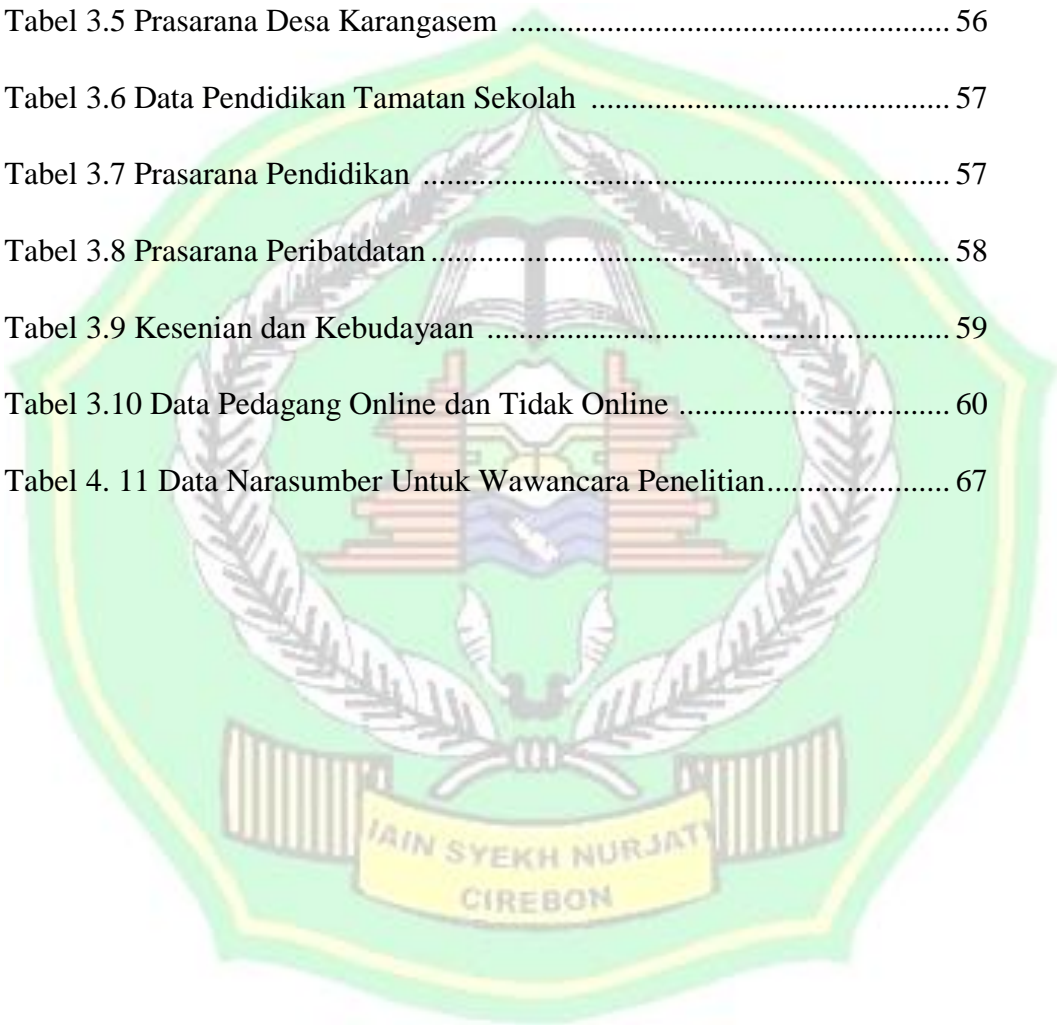 Tabel 3.5 Prasarana Desa Karangasem ........................................................ 56
Tabel 3.6 Data Pendidikan Tamatan Sekolah .............................................. 57
Tabel 3.7 Prasarana Pendidikan .................................................................... 57
Tabel 3.8 Prasarana Peribatdatan ................................................................... 58
Tabel 3.9 Kesenian dan Kebudayaan ............................................................ 59
Tabel 3.10 Data Pedagang Online dan Tidak Online ................................... 60
Tabel 4. 11 Data Narasumber Untuk Wawancara Penelitian........................ 67
IAIN SYEKH NURJATI
CIREBON